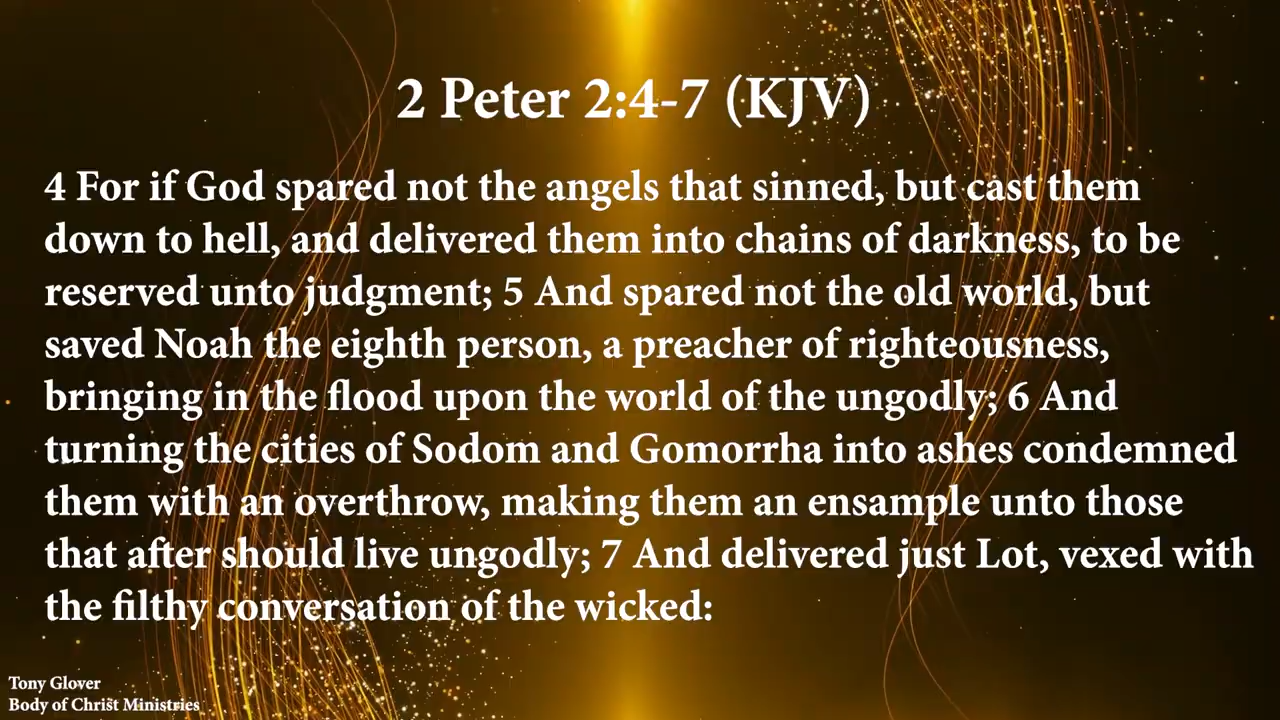 2 Peter 2:4-7 (KJV)
4 For if God spared not the angels that sinned, but cast them
down to hell, and delivered them into chains of darkness, to be
reserved unto judgment; 5 And spared not the old world, but
saved Noah the eighth person, a preacher of righteousness,
bringing in the flood upon the world of the ungodly; 6 And
turning the cities of Sodom and Gomorrha into ashes condemned
them with an overthrow, making them an ensample unto those
that after should live ungodly; 7 And delivered just Lot, vexed with
the filthy conversation of the wicked:
Tony Glover
Body of Christ Ministries